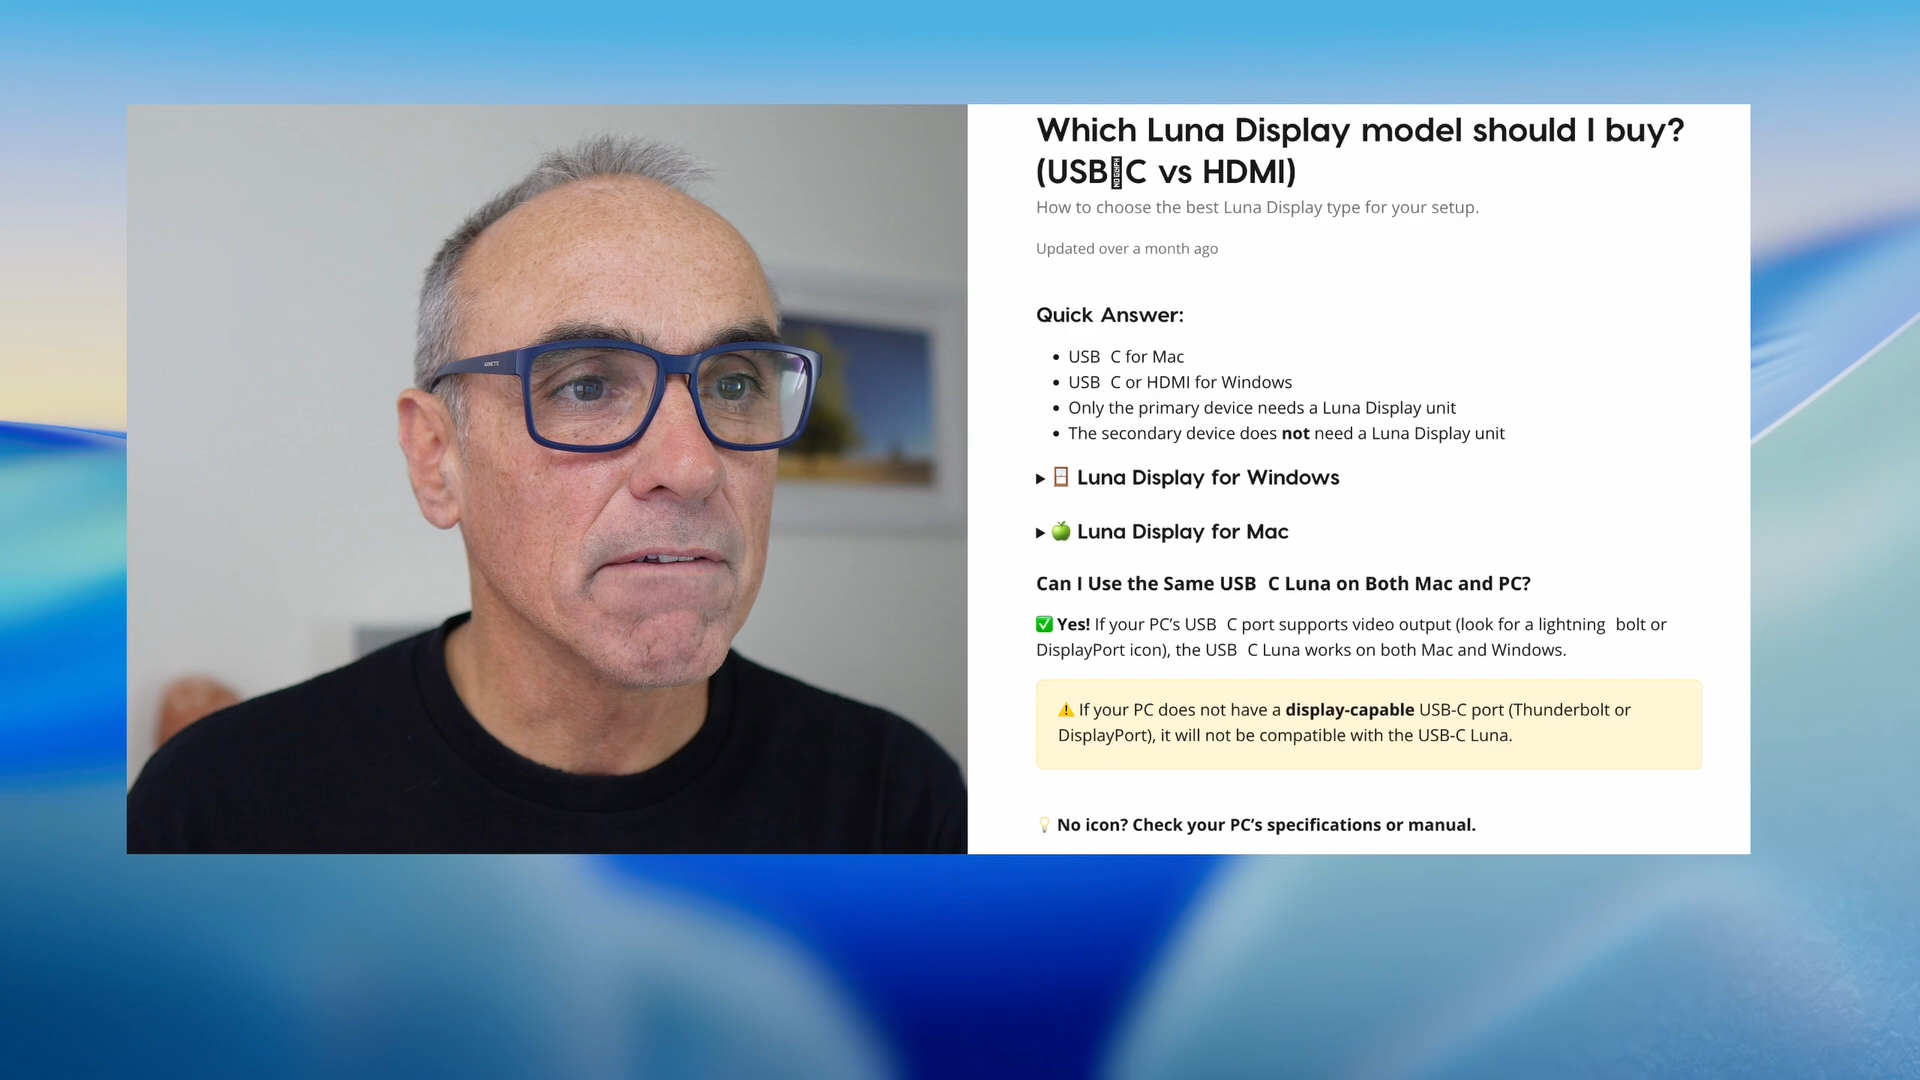 Which Luna Display model should I buy?
(USB C vs HDMI)
How to choose the best Luna Display type for your setup.
Updated over a month ago
Quick Answer:
• USB C for Mac
• USB C or HDMI for Windows
• Only the primary device needs a Luna Display unit
• The secondary device does not need a Luna Display unit
Luna Display for Windows
Luna Display for Mac
Can I Use the Same USB C Luna on Both Mac and PC?
✅ Yes! If your PC’s USB C port supports video output (look for a lightning bolt or
DisplayPort icon), the USB C Luna works on both Mac and Windows.
⚠️ If your PC does not have a display-capable USB-C port (Thunderbolt or
DisplayPort), it will not be compatible with the USB-C Luna.
💡 No icon? Check your PC’s specifications or manual.